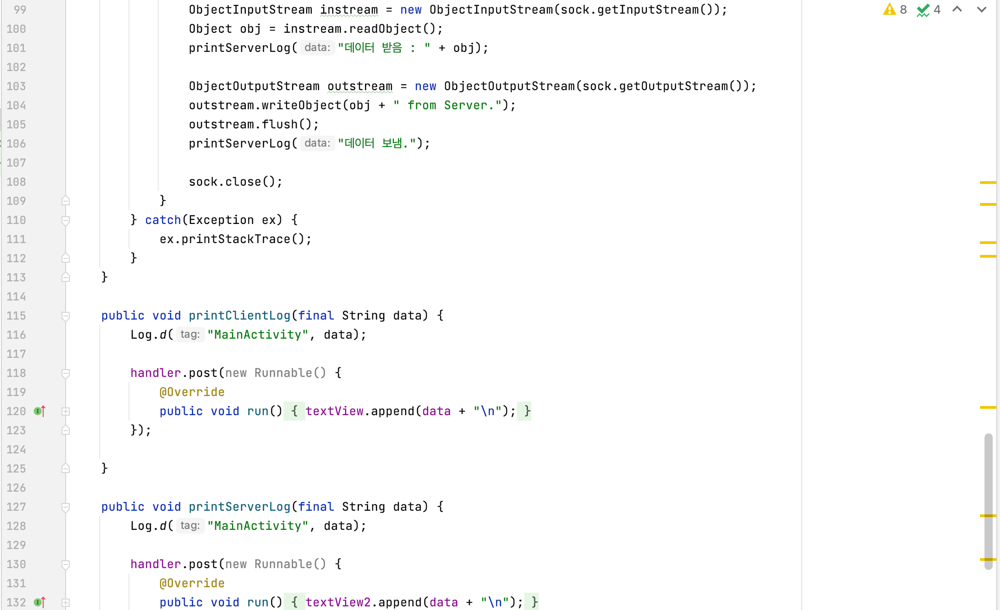 99 ObjectInputStream instream = new ObjectInputStream(sock.getInputStream()); 8 4
100 Object obj = instream.readObject();
101 printServerLog( data: "데이터 받음 : " + obj);
102
103 ObjectOutputStream outstream = new ObjectOutputStream(sock.getOutputStream());
104 outstream.writeObject(obj + " from Server.");
105 outstream.flush();
106 printServerLog( data: "데이터 보냄.");
107
108 sock.close();
109 }
110 } catch(Exception ex) {
111 ex.printStackTrace();
112 }
113 }
114
115 public void printClientLog(final String data) {
116 Log.d( tag: "MainActivity", data);
117
118 handler.post(new Runnable() {
119 @Override
120 public void run() { textView.append(data + "\n"); }
123 });
124
125 }
126
127 public void printServerLog(final String data) {
128 Log.d( tag: "MainActivity", data);
129
130 handler.post(new Runnable() {
131 @Override
132 public void run() { textView2.append(data + "\n"); }